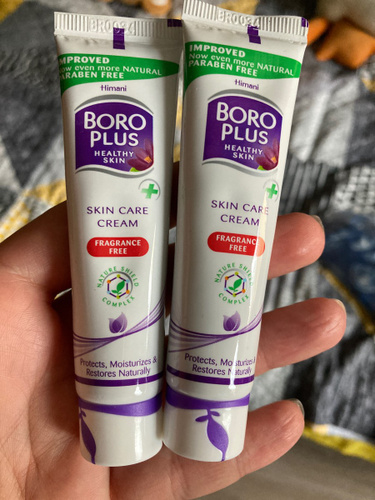 BR0034
IMPROVED
Now even more NATURAL
PARABEN FREE
Himani
BORO
PLUS
HEALTHY
SKIN
SKIN CARE
CREAM
FRAGRANCE
FREE
NATURE SHIELD
COMPLEX
Protects, Moisturizes &
Restores Naturally
IMPROVED
Now even more NATURAL
PARABEN FREE
Himani
BORO
PLUS
HEALTHY
SKIN
SKIN CARE
CREAM
FRAGRANCE
FREE
NATURE SHIELD
COMPLEX
Protects, Moisturizes &
Restores Naturally